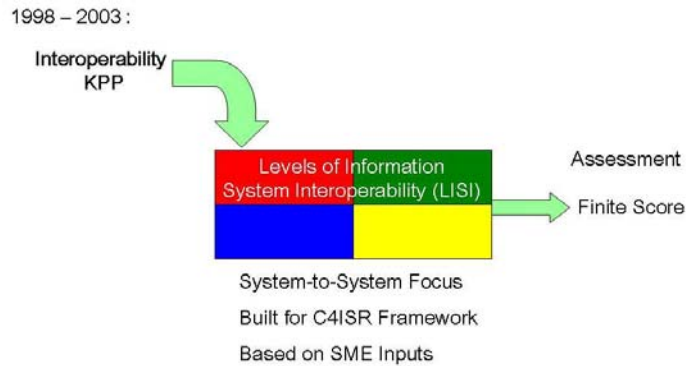 1998 – 2003 :
Interoperability
KPP
Levels of Information
System Interoperability (LISI)
Assessment
Finite Score
System-to-System Focus
Built for C4ISR Framework
Based on SME Inputs